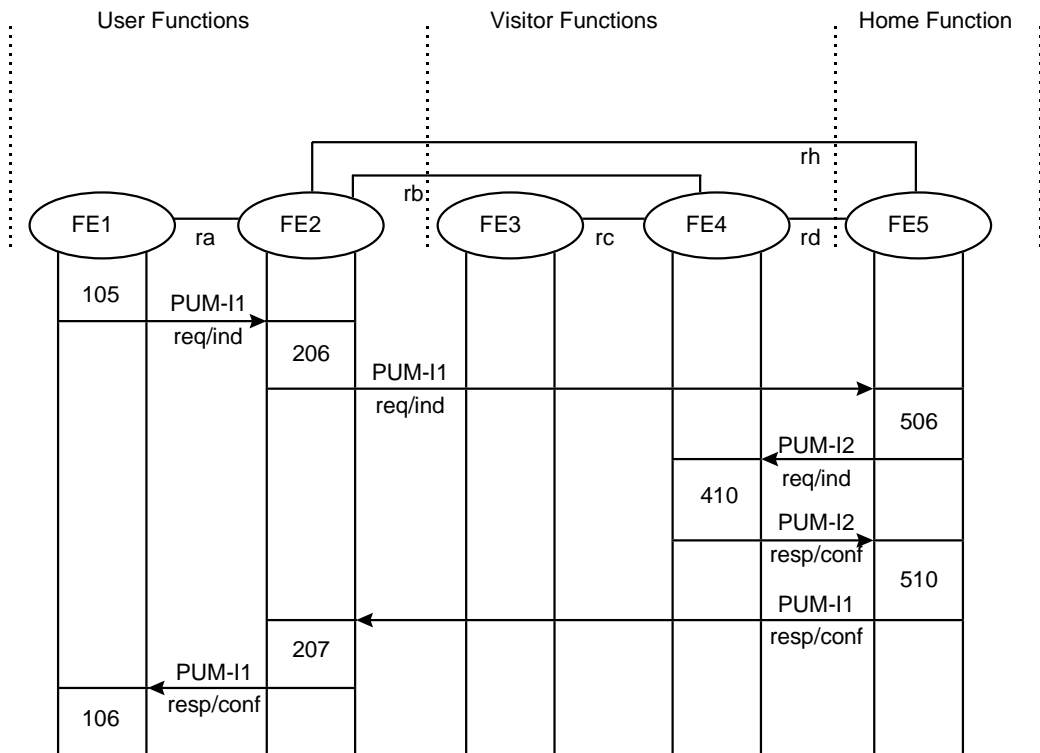 User Functions
Visitor Functions
Home Function
rh
rb
FE1
FE2
FE3
FE4
FE5
ra
rc
rd
105
PUM-I1
req/ind
206
PUM-I1
req/ind
506
PUM-I2
req/ind
410
PUM-I2
resp/conf
510
PUM-I1
resp/conf
207
PUM-I1
resp/conf
106